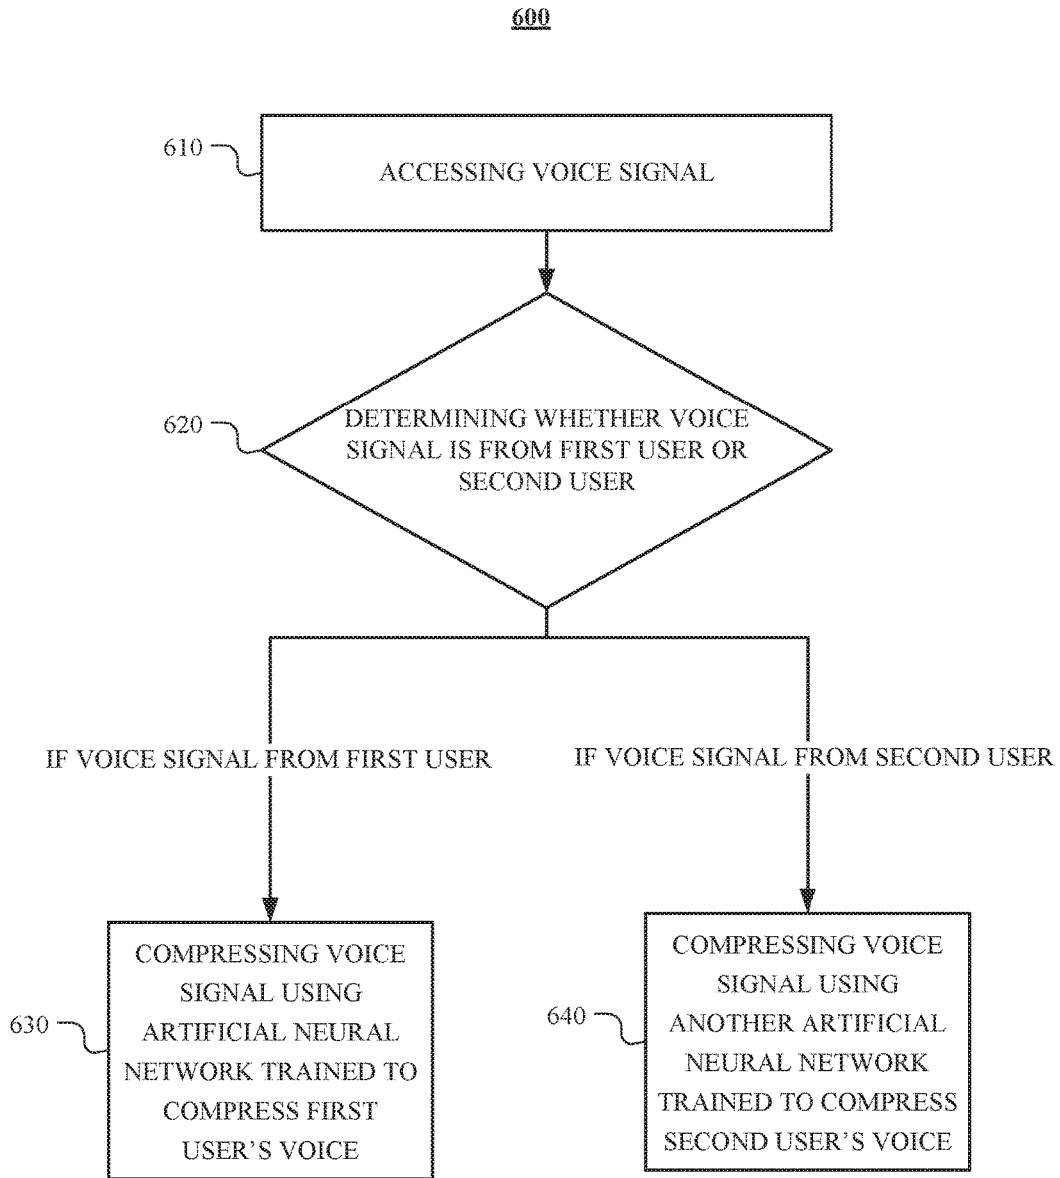 600
610
ACCESSING VOICE SIGNAL
620
DETERMINING WHETHER VOICE
SIGNAL IS FROM FIRST USER OR
SECOND USER
IF VOICE SIGNAL FROM FIRST USER
IF VOICE SIGNAL FROM SECOND USER
630
COMPRESSING VOICE
SIGNAL USING
ARTIFICIAL NEURAL
NETWORK TRAINED TO
COMPRESS FIRST
USER'S VOICE
640
COMPRESSING VOICE
SIGNAL USING
ANOTHER ARTIFICIAL
NEURAL NETWORK
TRAINED TO COMPRESS
SECOND USER'S VOICE